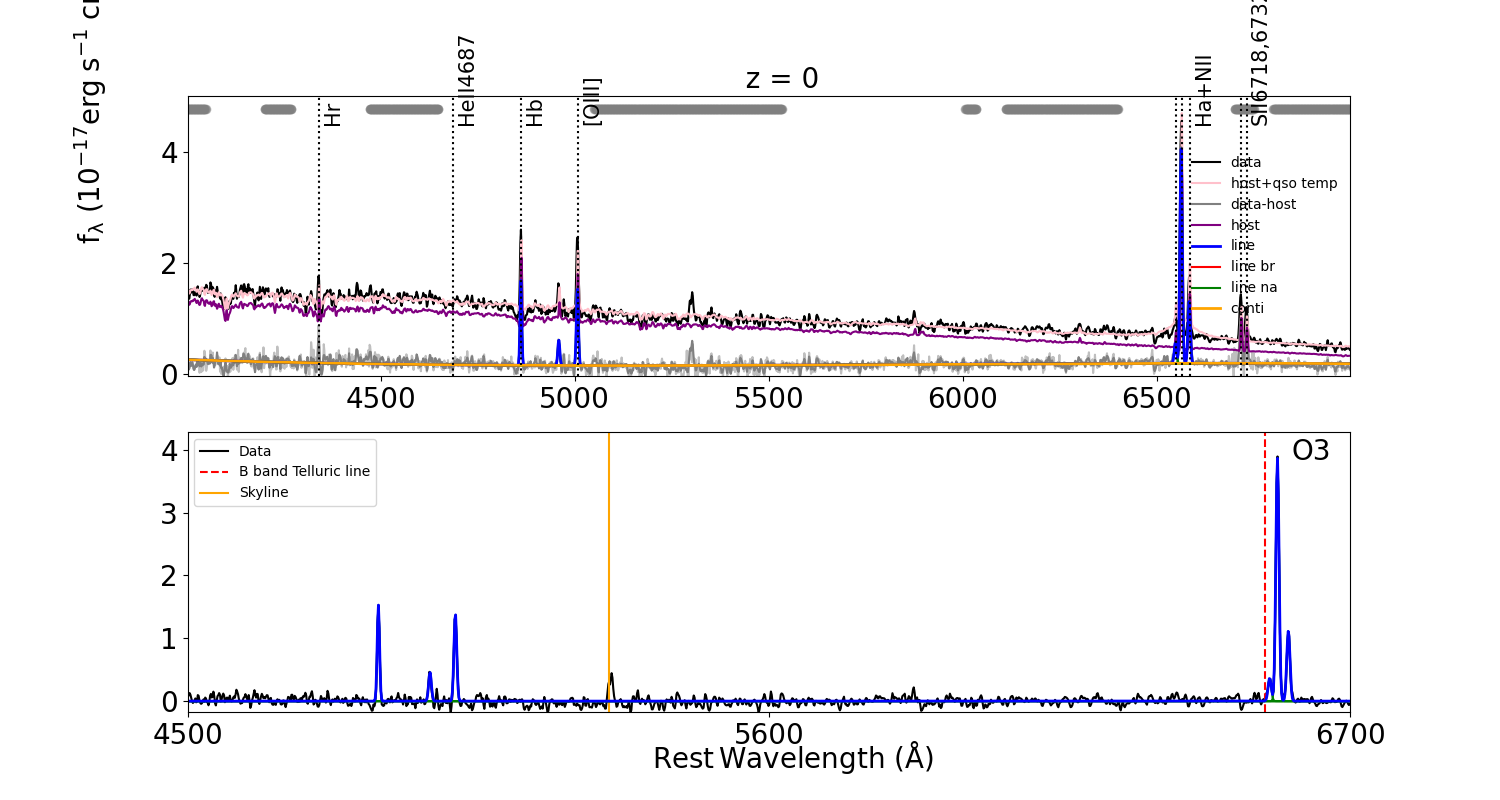 z = 0
fλ (10−17erg s−1 c
Hr
HeII4687
Hb
[OIII]
Ha+NII
SII6718,673
4
2
0
data
host+qso temp
data-host
host
line
line br
line na
conti
4500
5000
5500
6000
6500
O3
Data
B band Telluric line
Skyline
4
3
2
1
0
4500
5600
6700
Rest Wavelength (Å)